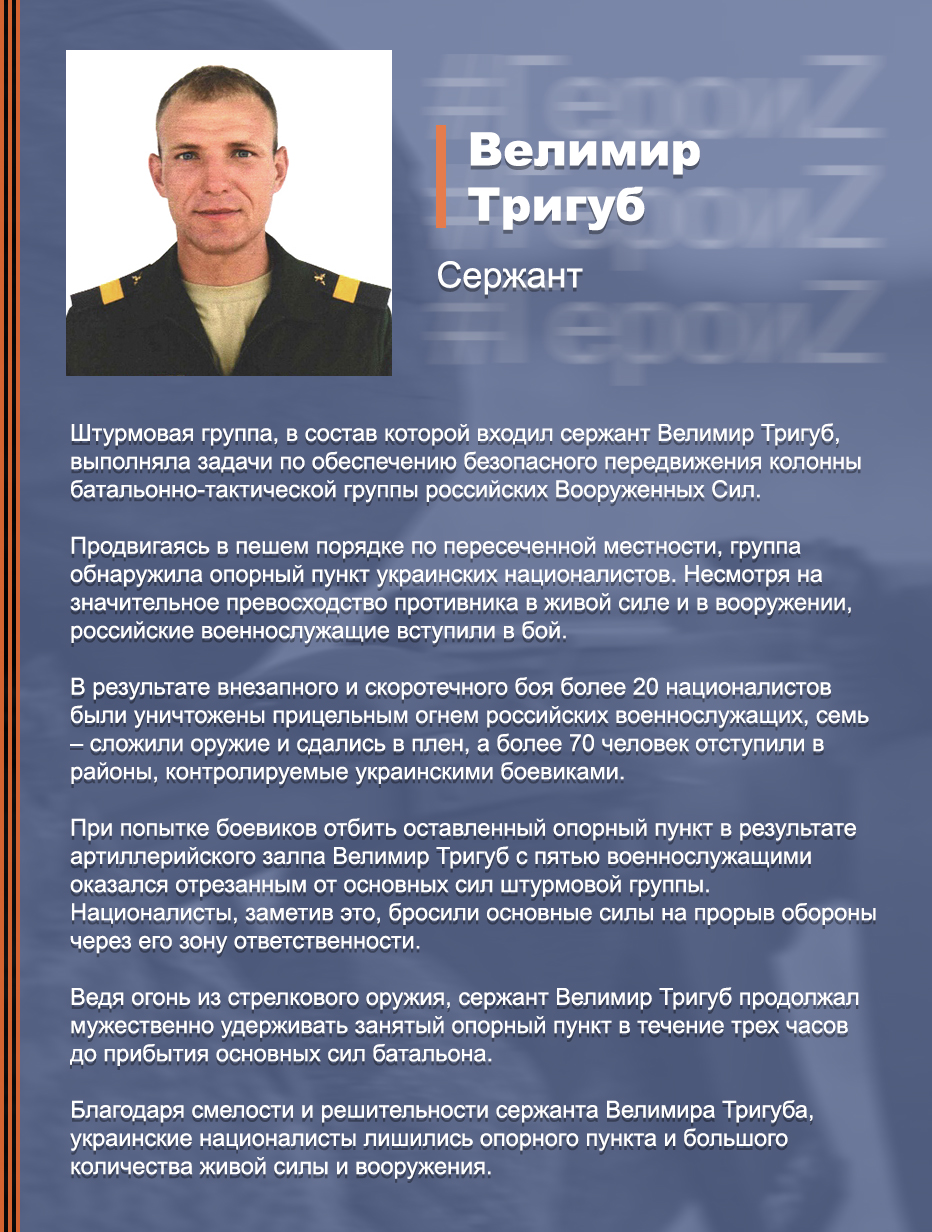 #ГероиZ
Велимир
#ГероиZ
Тригуб
Сержант
#ГероиZ
Штурмовая группа, в состав которой входил сержант Велимир Тригуб,
выполняла задачи по обеспечению безопасного передвижения колонны
батальонно-тактической группы российских Вооруженных Сил.
Продвигаясь в пешем порядке по пересеченной местности, группа
обнаружила опорный пункт украинских националистов. Несмотря на
значительное превосходство противника в живой силе и в вооружении,
российские военнослужащие вступили в бой.
В результате внезапного и скоротечного боя более 20 националистов
были уничтожены прицельным огнем российских военнослужащих, семь
– сложили оружие и сдались в плен, а более 70 человек отступили в
районы, контролируемые украинскими боевиками.
При попытке боевиков отбить оставленный опорный пункт в результате
артиллерийского залпа Велимир Тригуб с пятью военнослужащими
оказался отрезанным от основных сил штурмовой группы.
Националисты, заметив это, бросили основные силы на прорыв обороны
через его зону ответственности.
Ведя огонь из стрелкового оружия, сержант Велимир Тригуб продолжал
мужественно удерживать занятый опорный пункт в течение трех часов
до прибытия основных сил батальона.
Благодаря смелости и решительности сержанта Велимира Тригуба,
украинские националисты лишились опорного пункта и большого
количества живой силы и вооружения.